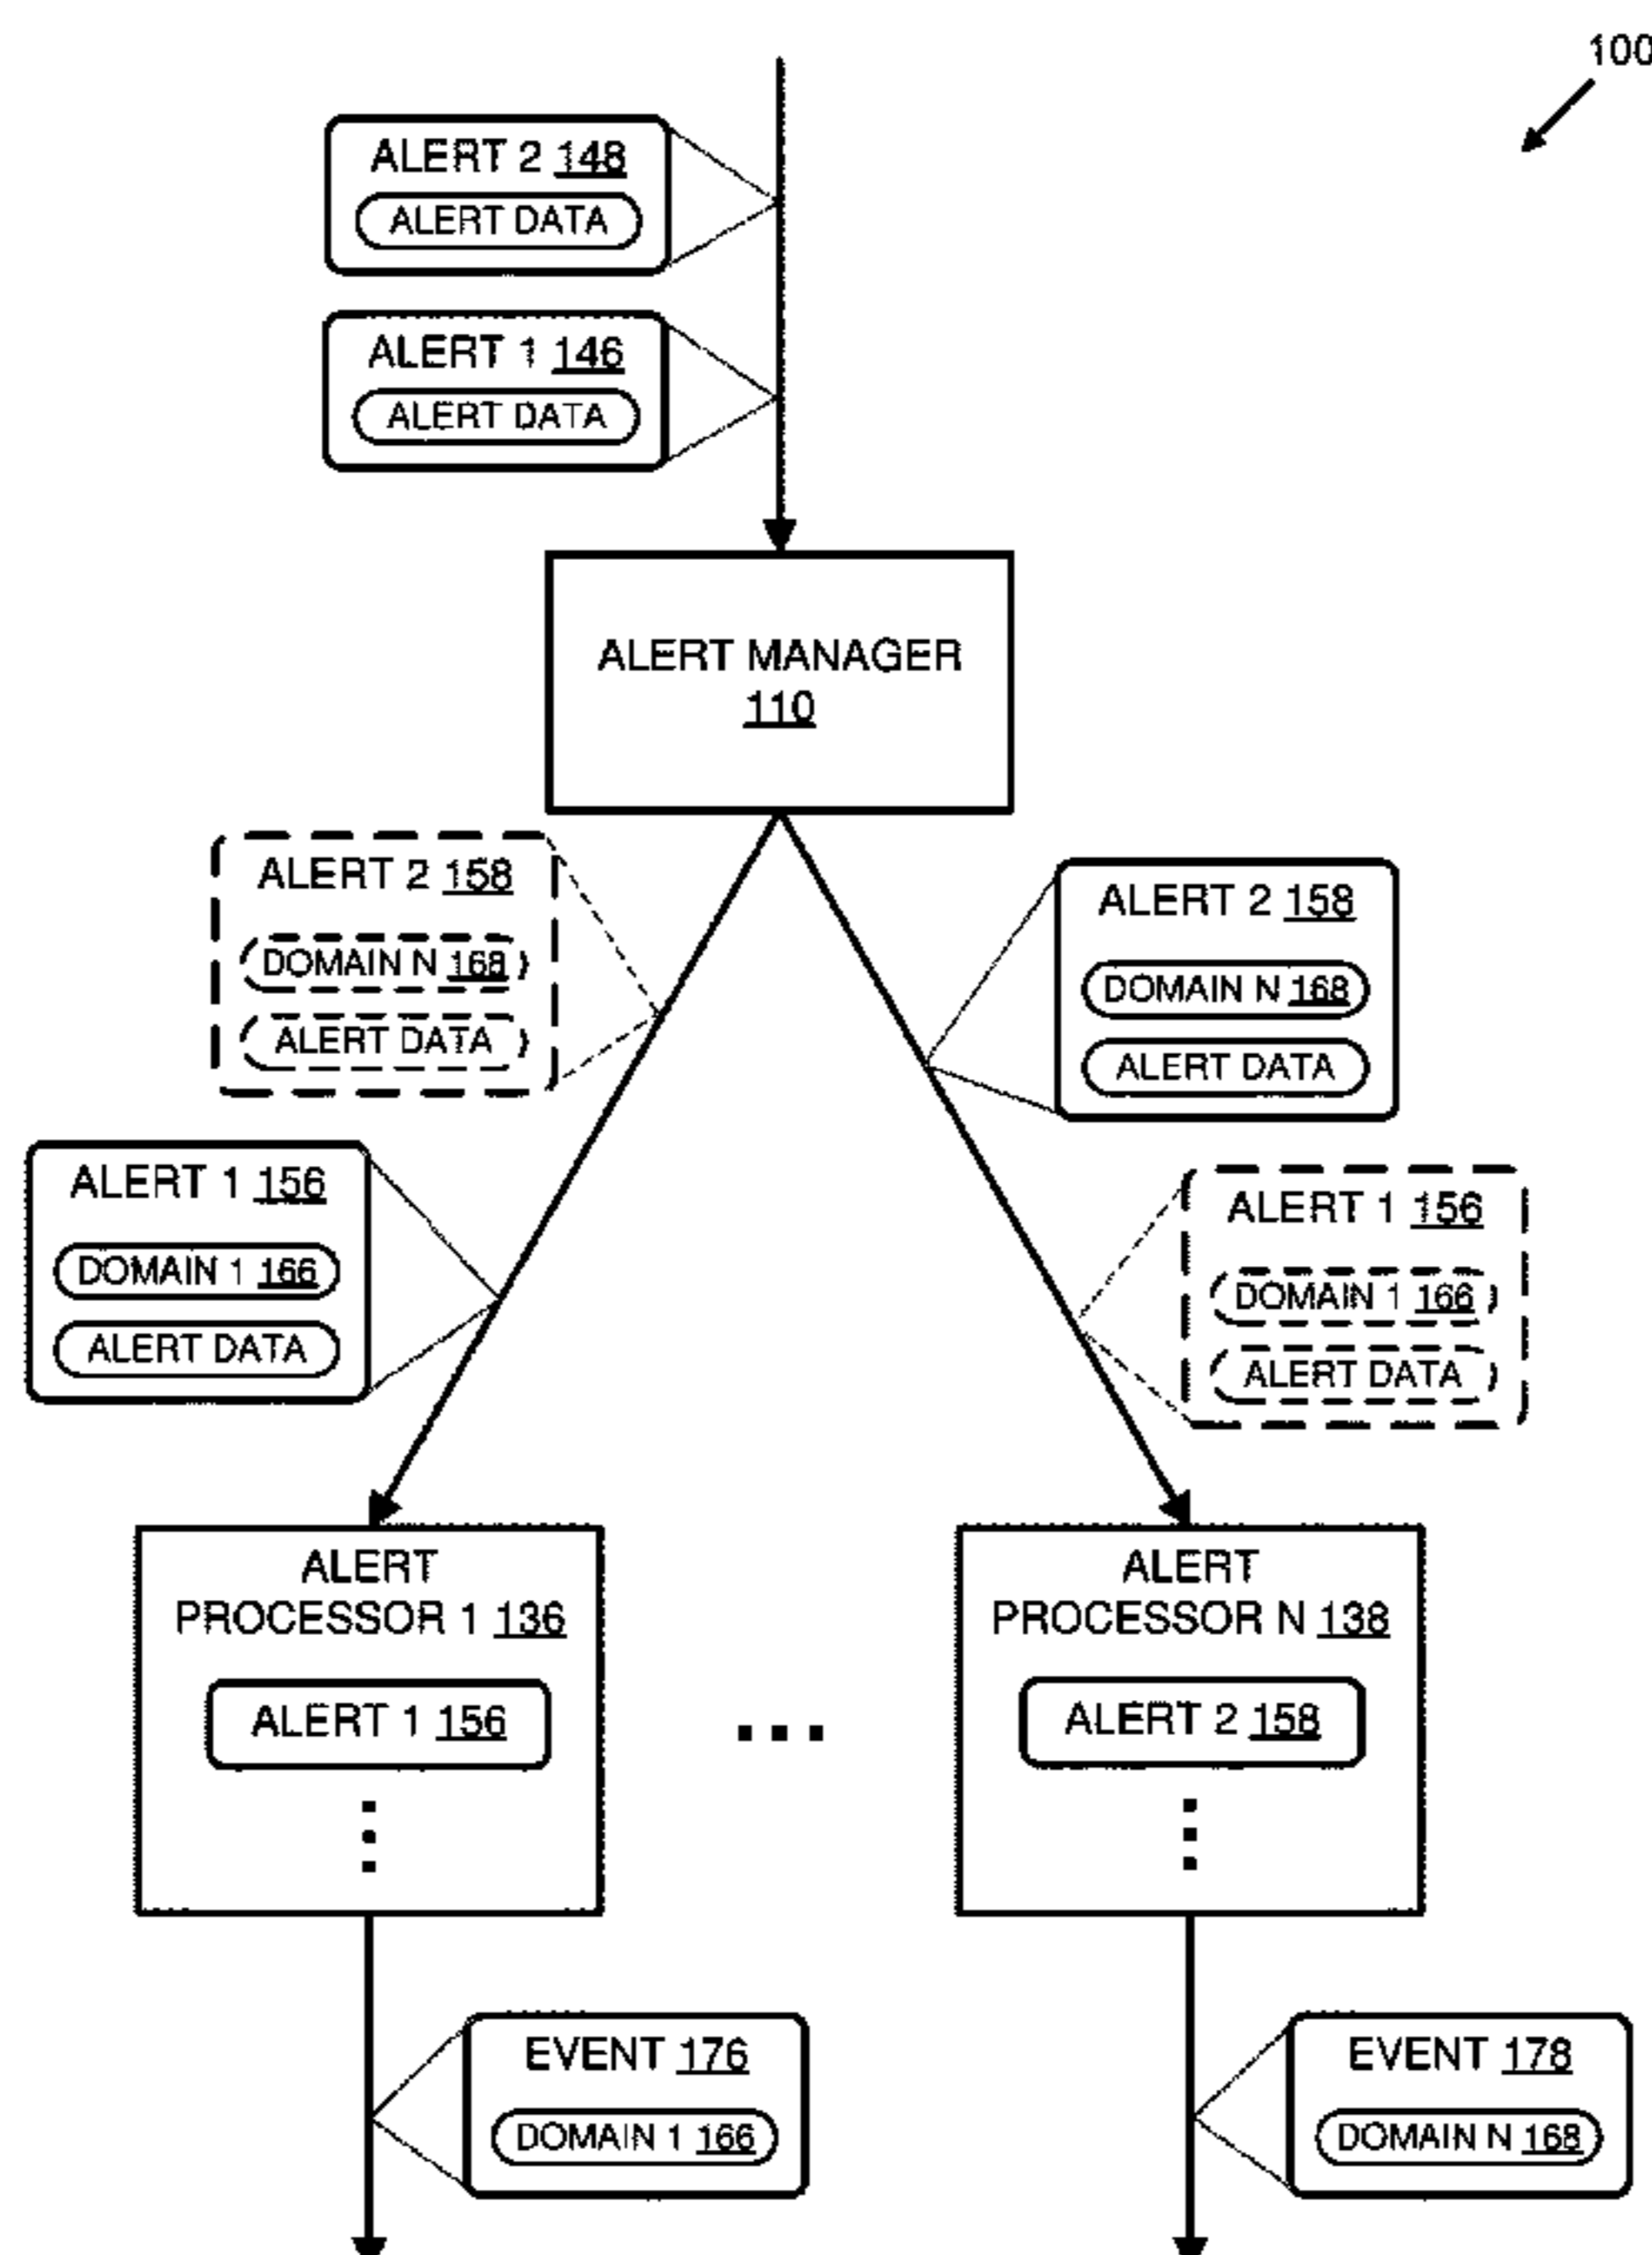 100
ALERT 2 148
ALERT DATA
ALERT 1 146
ALERT DATA
ALERT MANAGER
110
ALERT 2 158
DOMAIN N 168
ALERT DATA
ALERT 2 158
DOMAIN N 168
ALERT DATA
ALERT 1 156
DOMAIN 1 166
ALERT DATA
ALERT 1 156
DOMAIN 1 166
ALERT DATA
ALERT
PROCESSOR 1 136
ALERT 1 156
...
ALERT
PROCESSOR N 138
ALERT 2 158
EVENT 176
DOMAIN 1 166
EVENT 178
DOMAIN N 168